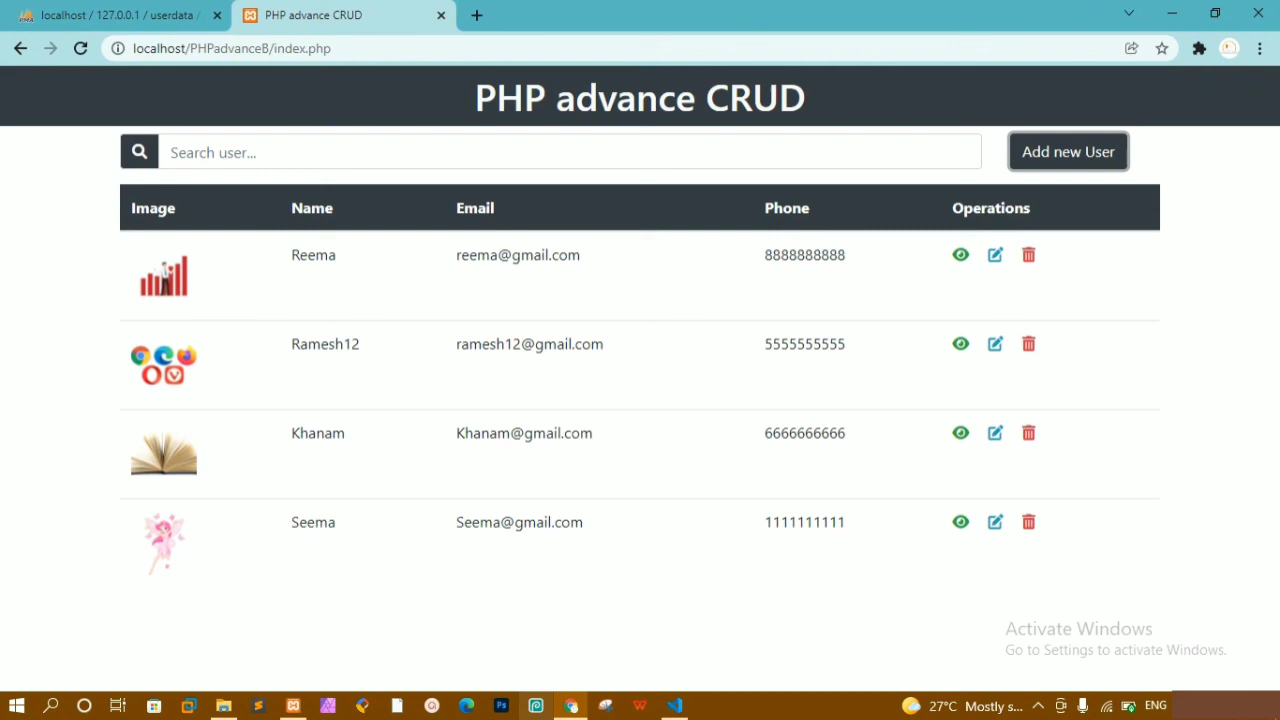 localhost / 127.0.0.1 / userdata /
PHP advance CRUD
localhost/PHPadvanceB/index.php
PHP advance CRUD
Search user...
Add new User
Image Name Email Phone Operations
Reema reema@gmail.com 8888888888
Ramesh12 ramesh12@gmail.com 5555555555
Khanam Khanam@gmail.com 6666666666
Seema Seema@gmail.com 1111111111
Activate Windows
Go to Settings to activate Windows.
27°C Mostly s... ENG